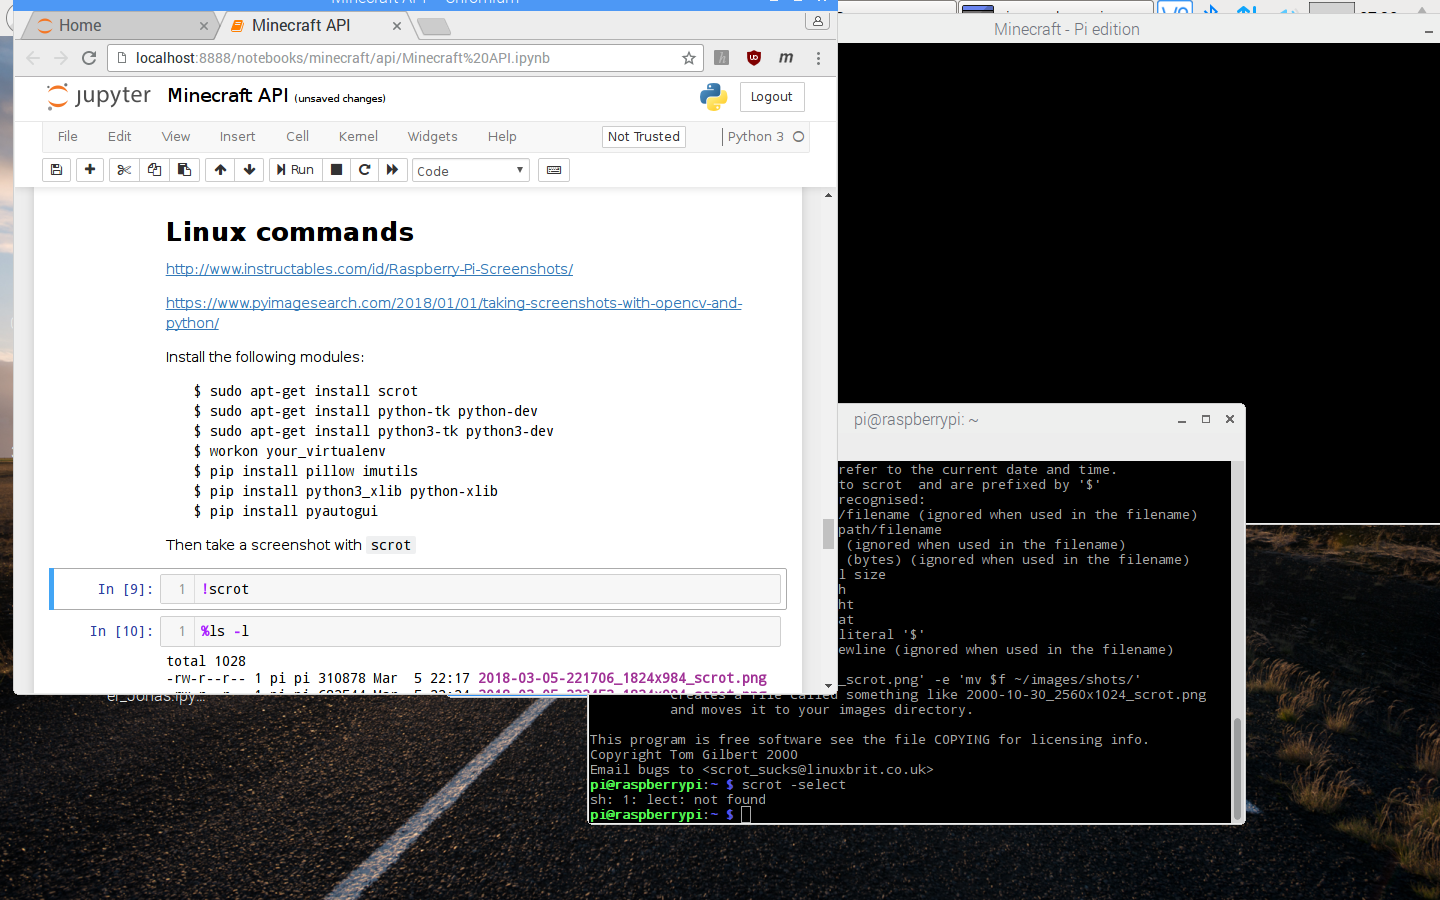 Minecraft API - Chromium
Home
Minecraft API
localhost:8888/notebooks/minecraft/api/Minecraft%20API.ipynb
h
UD
m
jupyter Minecraft API (unsaved changes)
Logout
File Edit View Insert Cell Kernel Widgets Help
Not Trusted
Python 3
Run
Code
Linux commands
http://www.instructables.com/id/Raspberry-Pi-Screenshots/
https://www.pyimagesearch.com/2018/01/01/taking-screenshots-with-opencv-and-
python/
Install the following modules:
$ sudo apt-get install scrot
$ sudo apt-get install python-tk python-dev
$ sudo apt-get install python3-tk python3-dev
$ workon your_virtualenv
$ pip install pillow imutils
$ pip install python3_xlib python-xlib
$ pip install pyautogui
Then take a screenshot with scrot
In [9]: 1 !scrot
In [10]: 1 %ls -l
total 1028
-rw-r--r-- 1 pi pi 310878 Mar  5 22:17 2018-03-05-221706_1824x984_scrot.png
Minecraft - Pi edition
pi@raspberrypi: ~
refer to the current date and time.
to scrot  and are prefixed by '$'
recognised:
/filename (ignored when used in the filename)
path/filename
(ignored when used in the filename)
(bytes) (ignored when used in the filename)
l size
h
ht
at
literal '$'
ewline (ignored when used in the filename)
_scrot.png' -e 'mv $f ~/images/shots/'
creates a file called something like 2000-10-30_2560x1024_scrot.png
and moves it to your images directory.
This program is free software see the file COPYING for licensing info.
Copyright Tom Gilbert 2000
Email bugs to <scrot_sucks@linuxbrit.co.uk>
pi@raspberrypi:~ $ scrot -select
sh: 1: lect: not found
pi@raspberrypi:~ $